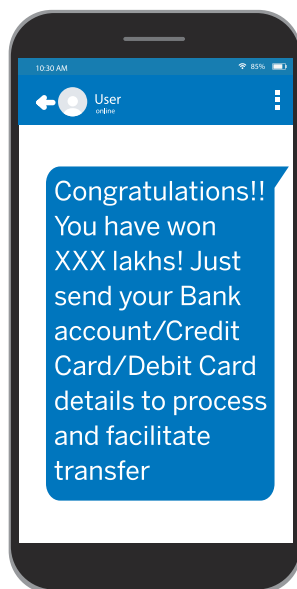 10:30 AM 85%
User
online
Congratulations!!
You have won
XXX lakhs! Just
send your Bank
account/Credit
Card/Debit Card
details to process
and facilitate
transfer